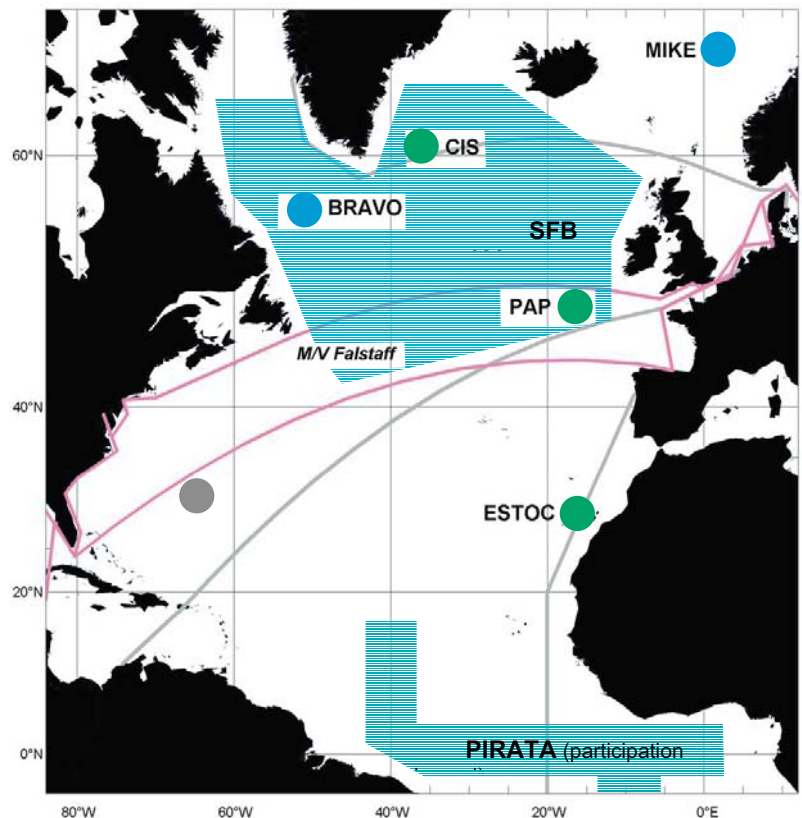 MIKE
CIS
60°N
BRAVO
SFB
PAP
M/V Falstaff
40°N
ESTOC
20°N
PIRATA (participation
0°N
80°W 60°W 40°W 20°W 0°E